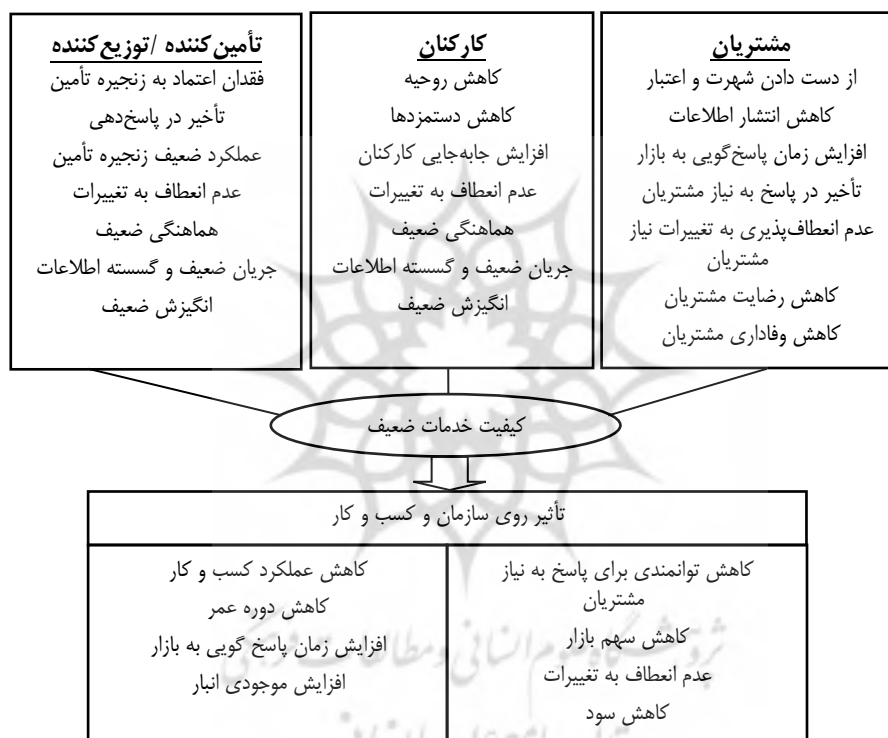 مشتریان
از دست دادن شهرت و اعتبار
کاهش انتشار اطلاعات
افزایش زمان پاسخ‌گویی به بازار
تأخیر در پاسخ به نیاز مشتریان
عدم انعطاف‌پذیری به تغییرات نیاز
مشتریان
کاهش رضایت مشتریان
کاهش وفاداری مشتریان
کارکنان
کاهش روحیه
کاهش دستمزدها
افزایش جابه‌جایی کارکنان
عدم انعطاف به تغییرات
هماهنگی ضعیف
جریان ضعیف و گسسته اطلاعات
انگیزش ضعیف
تأمین‌کننده /توزیع‌کننده
فقدان اعتماد به زنجیره تأمین
تأخیر در پاسخ‌دهی
عملکرد ضعیف زنجیره تأمین
عدم انعطاف به تغییرات
هماهنگی ضعیف
جریان ضعیف و گسسته اطلاعات
انگیزش ضعیف
کیفیت خدمات ضعیف
تأثیر روی سازمان و کسب و کار
کاهش توانمندی برای پاسخ به نیاز
مشتریان
کاهش سهم بازار
عدم انعطاف به تغییرات
کاهش سود
کاهش عملکرد کسب و کار
کاهش دوره عمر
افزایش زمان پاسخ گویی به بازار
افزایش موجودی انبار